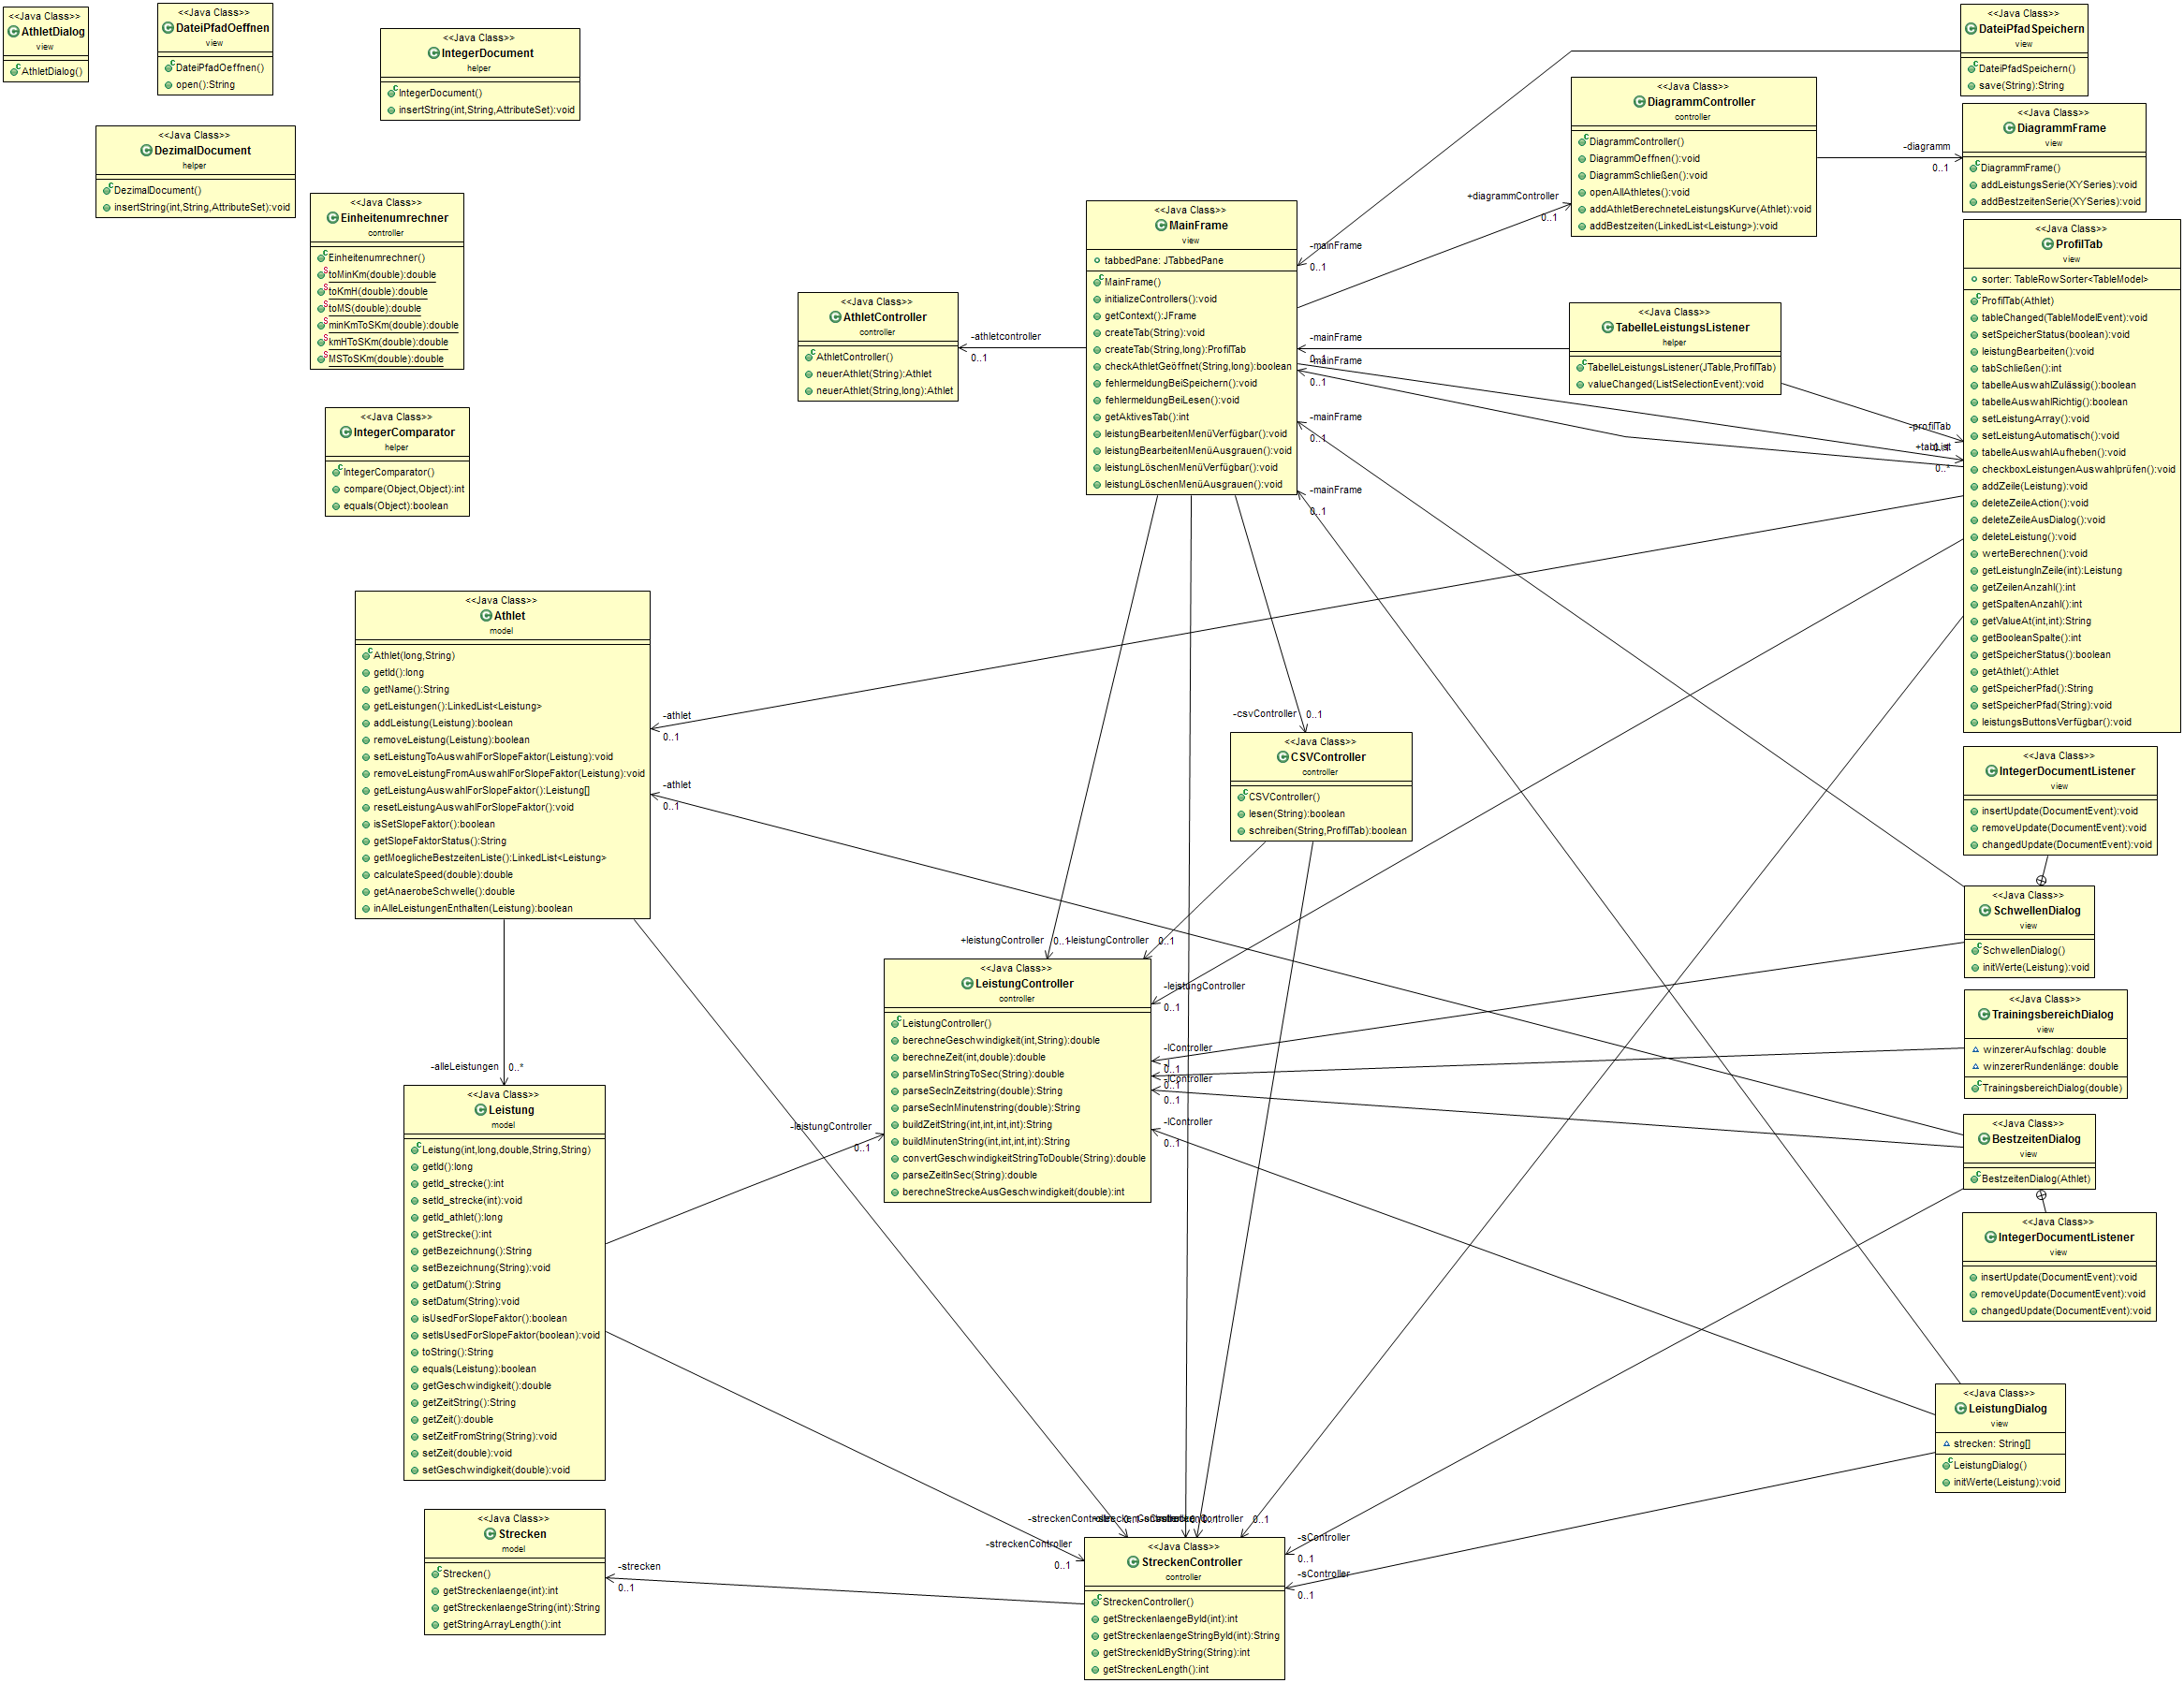 <<Java Class>>
AthletDialog
view
AthletDialog()
<<Java Class>>
DateiPfadOeffnen
view
DateiPfadOeffnen()
open():String
<<Java Class>>
IntegerDocument
helper
IntegerDocument()
insertString(int,String,AttributeSet):void
<<Java Class>>
DezimalDocument
helper
DezimalDocument()
insertString(int,String,AttributeSet):void
<<Java Class>>
Einheitenumrechner
controller
Einheitenumrechner()
toMinKm(double):double
toKmH(double):double
toMS(double):double
minKmToSKm(double):double
kmHToSKm(double):double
MSToSKm(double):double
<<Java Class>>
IntegerComparator
helper
IntegerComparator()
compare(Object,Object):int
equals(Object):boolean
<<Java Class>>
AthletController
controller
AthletController()
neuerAthlet(String):Athlet
neuerAthlet(String,long):Athlet
-athletcontroller
0..1
<<Java Class>>
MainFrame
view
tabbedPane: JTabbedPane
MainFrame()
initializeControllers():void
getContext():JFrame
createTab(String):void
createTab(String,long):ProfilTab
checkAthletGeöffnet(String,long):boolean
fehlermeldungBeiSpeichern():void
fehlermeldungBeiLesen():void
getAktivesTab():int
leistungBearbeitenMenüVerfügbar():void
leistungBearbeitenMenüAusgrauen():void
leistungLöschenMenüVerfügbar():void
leistungLöschenMenüAusgrauen():void
-mainFrame
0..1
-mainFrame
0..1
-mainFrame
0..1
-mainFrame
0..1
-mainFrame
0..1
+diagrammController
0..1
<<Java Class>>
DiagrammController
controller
DiagrammController()
DiagrammOeffnen():void
DiagrammSchließen():void
openAllAthletes():void
addAthletBerechneteLeistungsKurve(Athlet):void
addBestzeiten(LinkedList<Leistung>):void
-diagramm
0..1
<<Java Class>>
DateiPfadSpeichern
view
DateiPfadSpeichern()
save(String):String
<<Java Class>>
DiagrammFrame
view
DiagrammFrame()
addLeistungsSerie(XYSeries):void
addBestzeitenSerie(XYSeries):void
<<Java Class>>
TabelleLeistungsListener
helper
TabelleLeistungsListener(JTable,ProfilTab)
valueChanged(ListSelectionEvent):void
-profilTab
0..1
+tabList
0..*
<<Java Class>>
ProfilTab
view
sorter: TableRowSorter<TableModel>
ProfilTab(Athlet)
tableChanged(TableModelEvent):void
setSpeicherStatus(boolean):void
leistungBearbeiten():void
tabSchließen():int
tabelleAuswahlZulässig():boolean
tabelleAuswahlRichtig():boolean
setLeistungArray():void
setLeistungAutomatisch():void
tabelleAuswahlAufheben():void
checkboxLeistungenAuswahlprüfen():void
addZeile(Leistung):void
deleteZeileAction():void
deleteZeileAusDialog():void
deleteLeistung():void
werteBerechnen():void
getLeistungInZeile(int):Leistung
getZeilenAnzahl():int
getSpaltenAnzahl():int
getValueAt(int,int):String
getBooleanSpalte():int
getSpeicherStatus():boolean
getAthlet():Athlet
getSpeicherPfad():String
setSpeicherPfad(String):void
leistungsButtonsVerfügbar():void
<<Java Class>>
Athlet
model
Athlet(long,String)
getId():long
getName():String
getLeistungen():LinkedList<Leistung>
addLeistung(Leistung):boolean
removeLeistung(Leistung):boolean
setLeistungToAuswahlForSlopeFaktor(Leistung):void
removeLeistungFromAuswahlForSlopeFaktor(Leistung):void
getLeistungAuswahlForSlopeFaktor():Leistung[]
resetLeistungAuswahlForSlopeFaktor():void
isSetSlopeFaktor():boolean
getSlopeFaktorStatus():String
getMoeglicheBestzeitenListe():LinkedList<Leistung>
calculateSpeed(double):double
getAnaerobeSchwelle():double
inAlleLeistungenEnthalten(Leistung):boolean
-athlet
0..1
-athlet
0..1
-csvController
0..1
<<Java Class>>
CSVController
controller
CSVController()
lesen(String):boolean
schreiben(String,ProfilTab):boolean
<<Java Class>>
IntegerDocumentListener
view
insertUpdate(DocumentEvent):void
removeUpdate(DocumentEvent):void
changedUpdate(DocumentEvent):void
<<Java Class>>
SchwellenDialog
view
SchwellenDialog()
initWerte(Leistung):void
+leistungController
0..1
-leistungController
0..1
<<Java Class>>
LeistungController
controller
LeistungController()
berechneGeschwindigkeit(int,String):double
berechneZeit(int,double):double
parseMinStringToSec(String):double
parseSecInZeitstring(double):String
parseSecInMinutenstring(double):String
buildZeitString(int,int,int,int):String
buildMinutenString(int,int,int,int):String
convertGeschwindigkeitStringToDouble(String):double
parseZeitInSec(String):double
berechneStreckeAusGeschwindigkeit(double):int
-leistungController
0..1
-lController
0..1
-l
0..1
-lController
0..1
-lController
0..1
<<Java Class>>
TrainingsbereichDialog
view
winzererAufschlag: double
winzererRundenlänge: double
TrainingsbereichDialog(double)
<<Java Class>>
BestzeitenDialog
view
BestzeitenDialog(Athlet)
<<Java Class>>
IntegerDocumentListener
view
insertUpdate(DocumentEvent):void
removeUpdate(DocumentEvent):void
changedUpdate(DocumentEvent):void
-alleLeistungen
0..*
<<Java Class>>
Leistung
model
Leistung(int,long,double,String,String)
getId():long
getId_strecke():int
setId_strecke(int):void
getId_athlet():long
getStrecke():int
getBezeichnung():String
setBezeichnung(String):void
getDatum():String
setDatum(String):void
isUsedForSlopeFaktor():boolean
setIsUsedForSlopeFaktor(boolean):void
toString():String
equals(Leistung):boolean
getGeschwindigkeit():double
getZeitString():String
getZeit():double
setZeitFromString(String):void
setZeit(double):void
setGeschwindigkeit(double):void
-leistungController
0..1
<<Java Class>>
LeistungDialog
view
strecken: String[]
LeistungDialog()
initWerte(Leistung):void
<<Java Class>>
Strecken
model
Strecken()
getStreckenlaenge(int):int
getStreckenlaengeString(int):String
getStringArrayLength():int
-strecken
0..1
-streckenController
0..1
-streckenController
0..1
-sController
0..1
-sController
0..1
<<Java Class>>
StreckenController
controller
StreckenController()
getStreckenlaengeById(int):int
getStreckenlaengeStringById(int):String
getStreckenIdByString(String):int
getStreckenLength():int